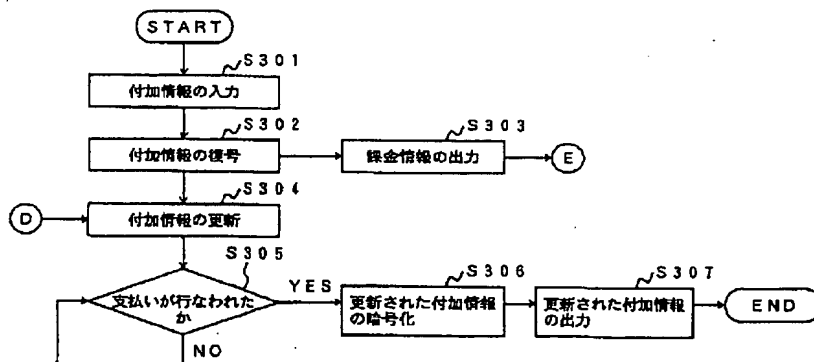 START
S301
付加情報の入力
S302
付加情報の復号
S303
課金情報の出力
E
S304
D
付加情報の更新
S305
支払いが行なわれた
か
YES
S306
更新された付加情報
の暗号化
S307
更新された付加情報
の出力
END
NO